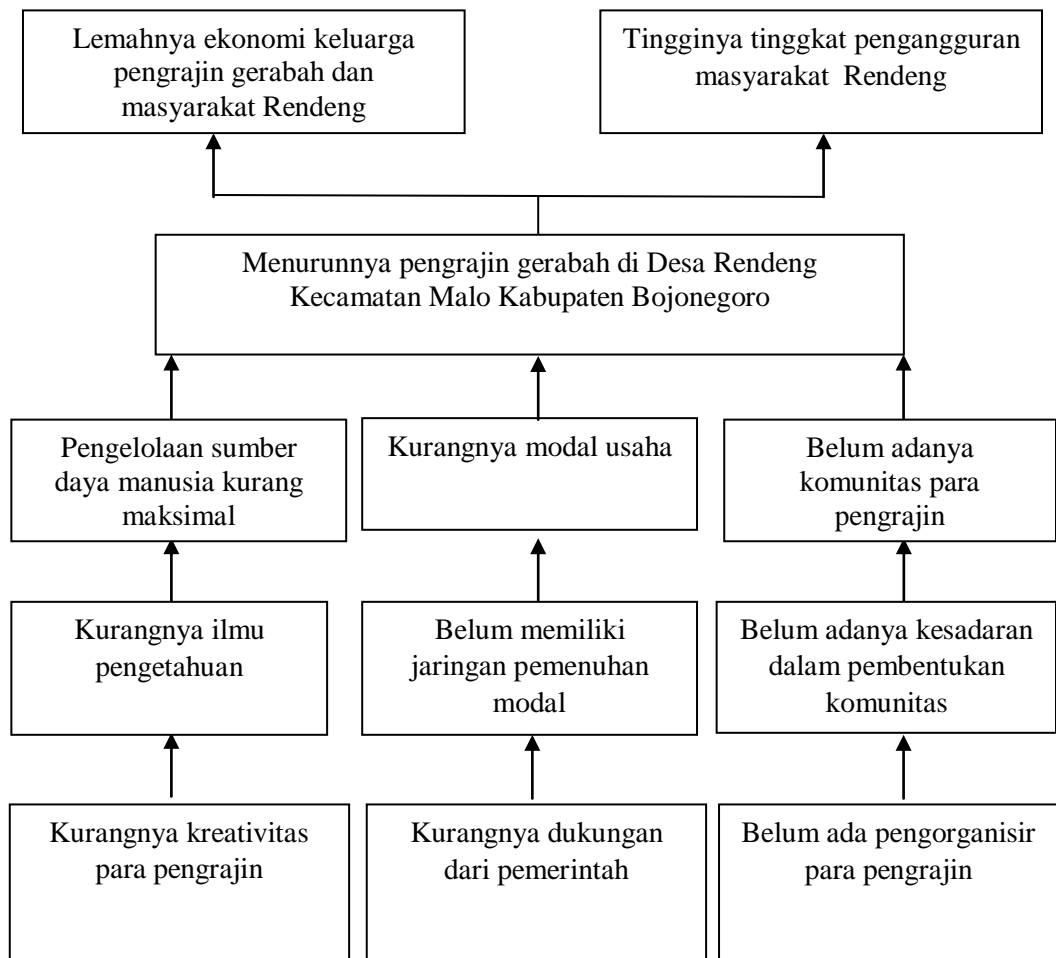 Lemahnya ekonomi keluarga
pengrajin gerabah dan
masyarakat Rendeng
Tingginya tinggkat pengangguran
masyarakat Rendeng
Menurunnya pengrajin gerabah di Desa Rendeng
Kecamatan Malo Kabupaten Bojonegoro
Pengelolaan sumber
daya manusia kurang
maksimal
Kurangnya modal usaha
Belum adanya
komunitas para
pengrajin
Kurangnya ilmu
pengetahuan
Belum memiliki
jaringan pemenuhan
modal
Belum adanya kesadaran
dalam pembentukan
komunitas
Kurangnya kreativitas
para pengrajin
Kurangnya dukungan
dari pemerintah
Belum ada pengorganisir
para pengrajin